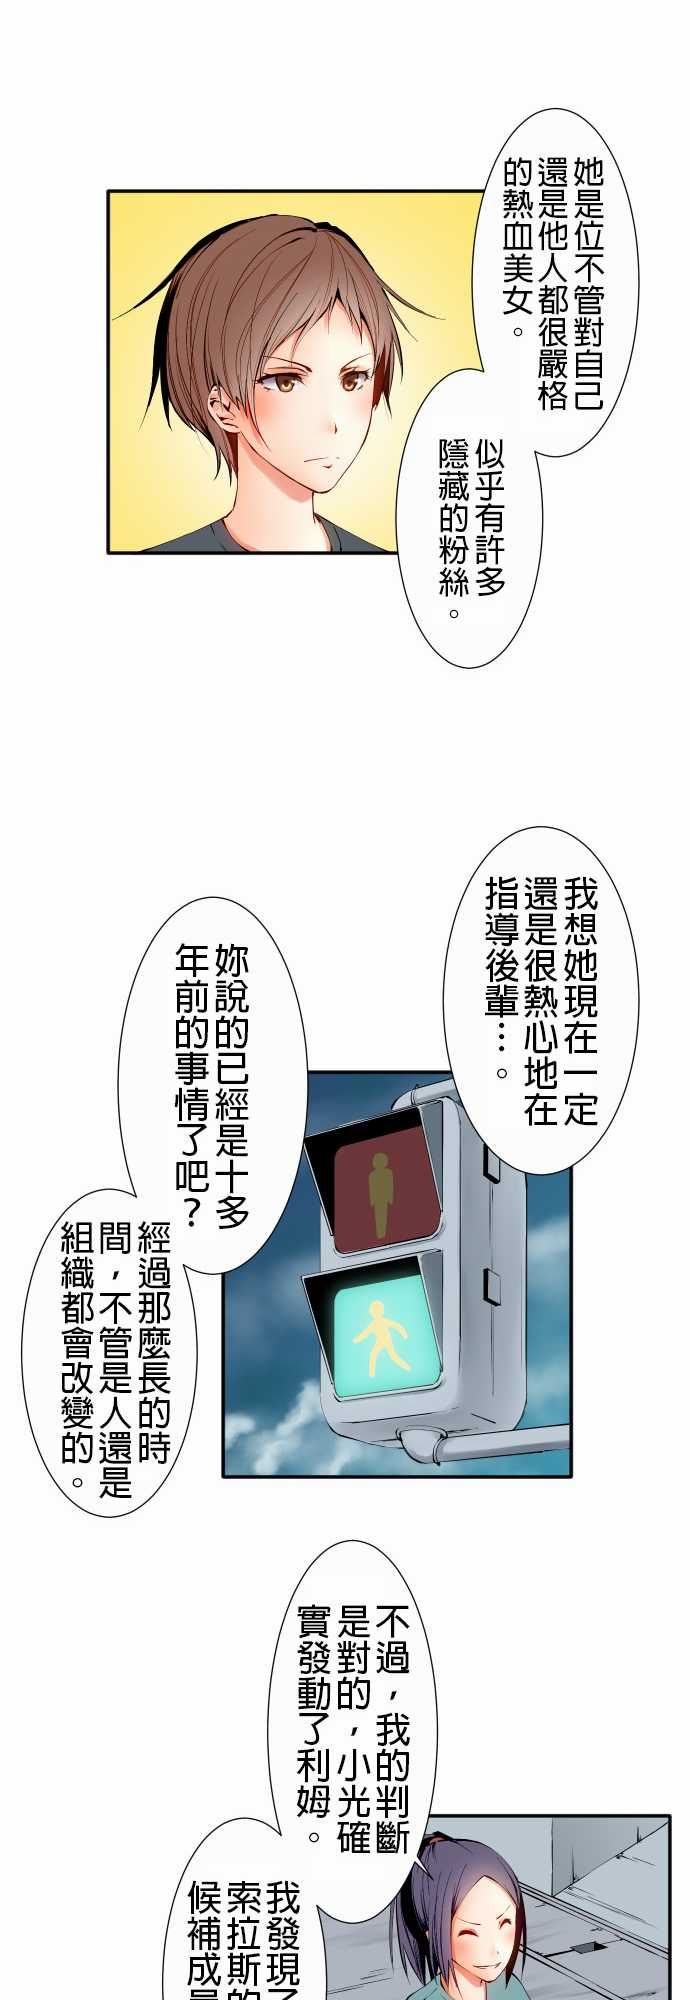 她是位不管對自己
還是他人都很嚴格
的熱血美女。
似乎有許多
隱藏的粉絲。
我想她現在一定
還是很熱心地在
指導後輩…。
妳說的已經是十多
年前的事情了吧？
經過那麼長的時
間，不管是人還是
組織都會改變的。
不過，我的判斷
是對的，小光確
實發動了利姆。
我發現了
索拉斯的
候補成員